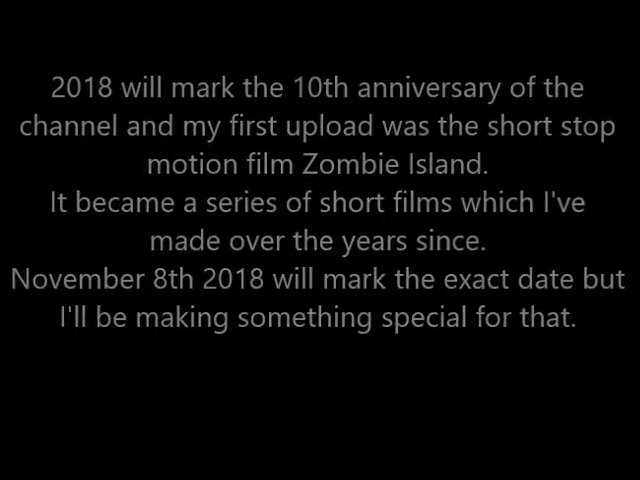 2018 will mark the 10th anniversary of the
channel and my first upload was the short stop
motion film Zombie Island.
It became a series of short films which I've
made over the years since.
November 8th 2018 will mark the exact date but
I'll be making something special for that.